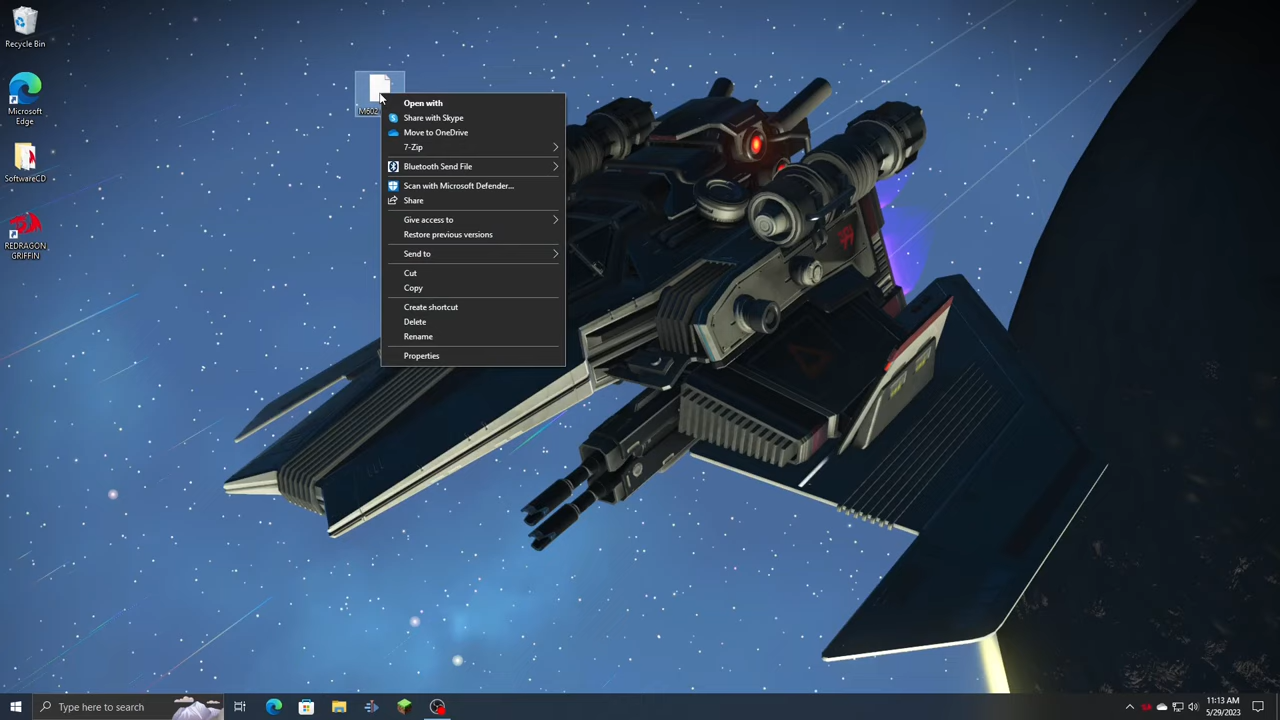 Recycle Bin
Microsoft
Edge
SoftwareCD
REDRAGON
GRIFFIN
M602
Open with
Share with Skype
Move to OneDrive
7-Zip
Bluetooth Send File
Scan with Microsoft Defender...
Share
Give access to
Restore previous versions
Send to
Cut
Copy
Create shortcut
Delete
Rename
Properties
Type here to search
11:13 AM
5/29/2023